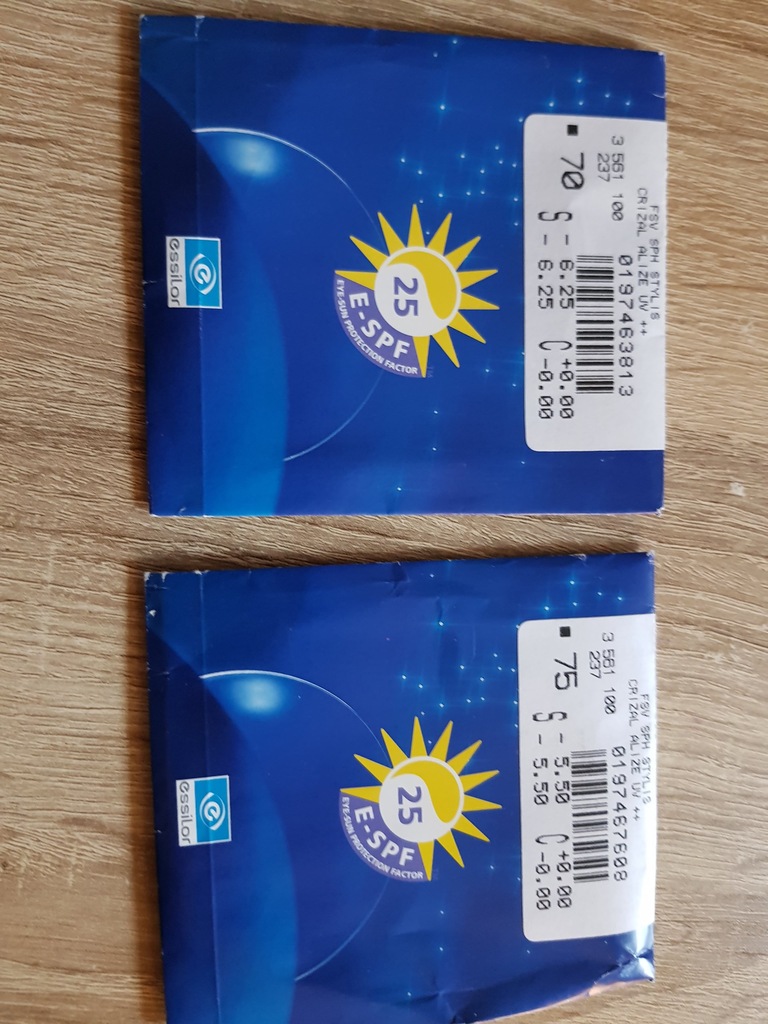 FSV SPH STYLIS
CRIZAL ALIZE UV ++
3 561 100 0197463813
237
70 S - 6.25 C +0.00
S - 6.25 C -0.00
25
E-SPF
EYE-SUN PROTECTION FACTOR
essilor
FSV SPH STYLIS
CRIZAL ALIZE UV ++
3 561 100 0197467608
237
75 S - 5.50 C +0.00
S - 5.50 C -0.00
25
E-SPF
EYE-SUN PROTECTION FACTOR
essilor